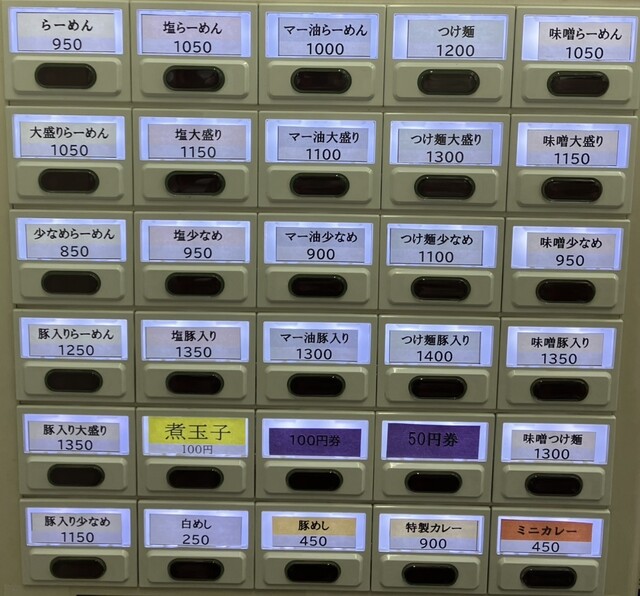 らーめん
950
塩らーめん
1050
マー油らーめん
1000
つけ麺
1200
味噌らーめん
1050
大盛りらーめん
1050
塩大盛り
1150
マー油大盛り
1100
つけ麺大盛り
1300
味噌大盛り
1150
少なめらーめん
850
塩少なめ
950
マー油少なめ
900
つけ麺少なめ
1100
味噌少なめ
950
豚入りらーめん
1250
塩豚入り
1350
マー油豚入り
1300
つけ麺豚入り
1400
味噌豚入り
1350
豚入り大盛り
1350
煮玉子
100円
100円券
50円券
味噌つけ麺
1300
豚入り少なめ
1150
白めし
250
豚めし
450
特製カレー
900
ミニカレー
450